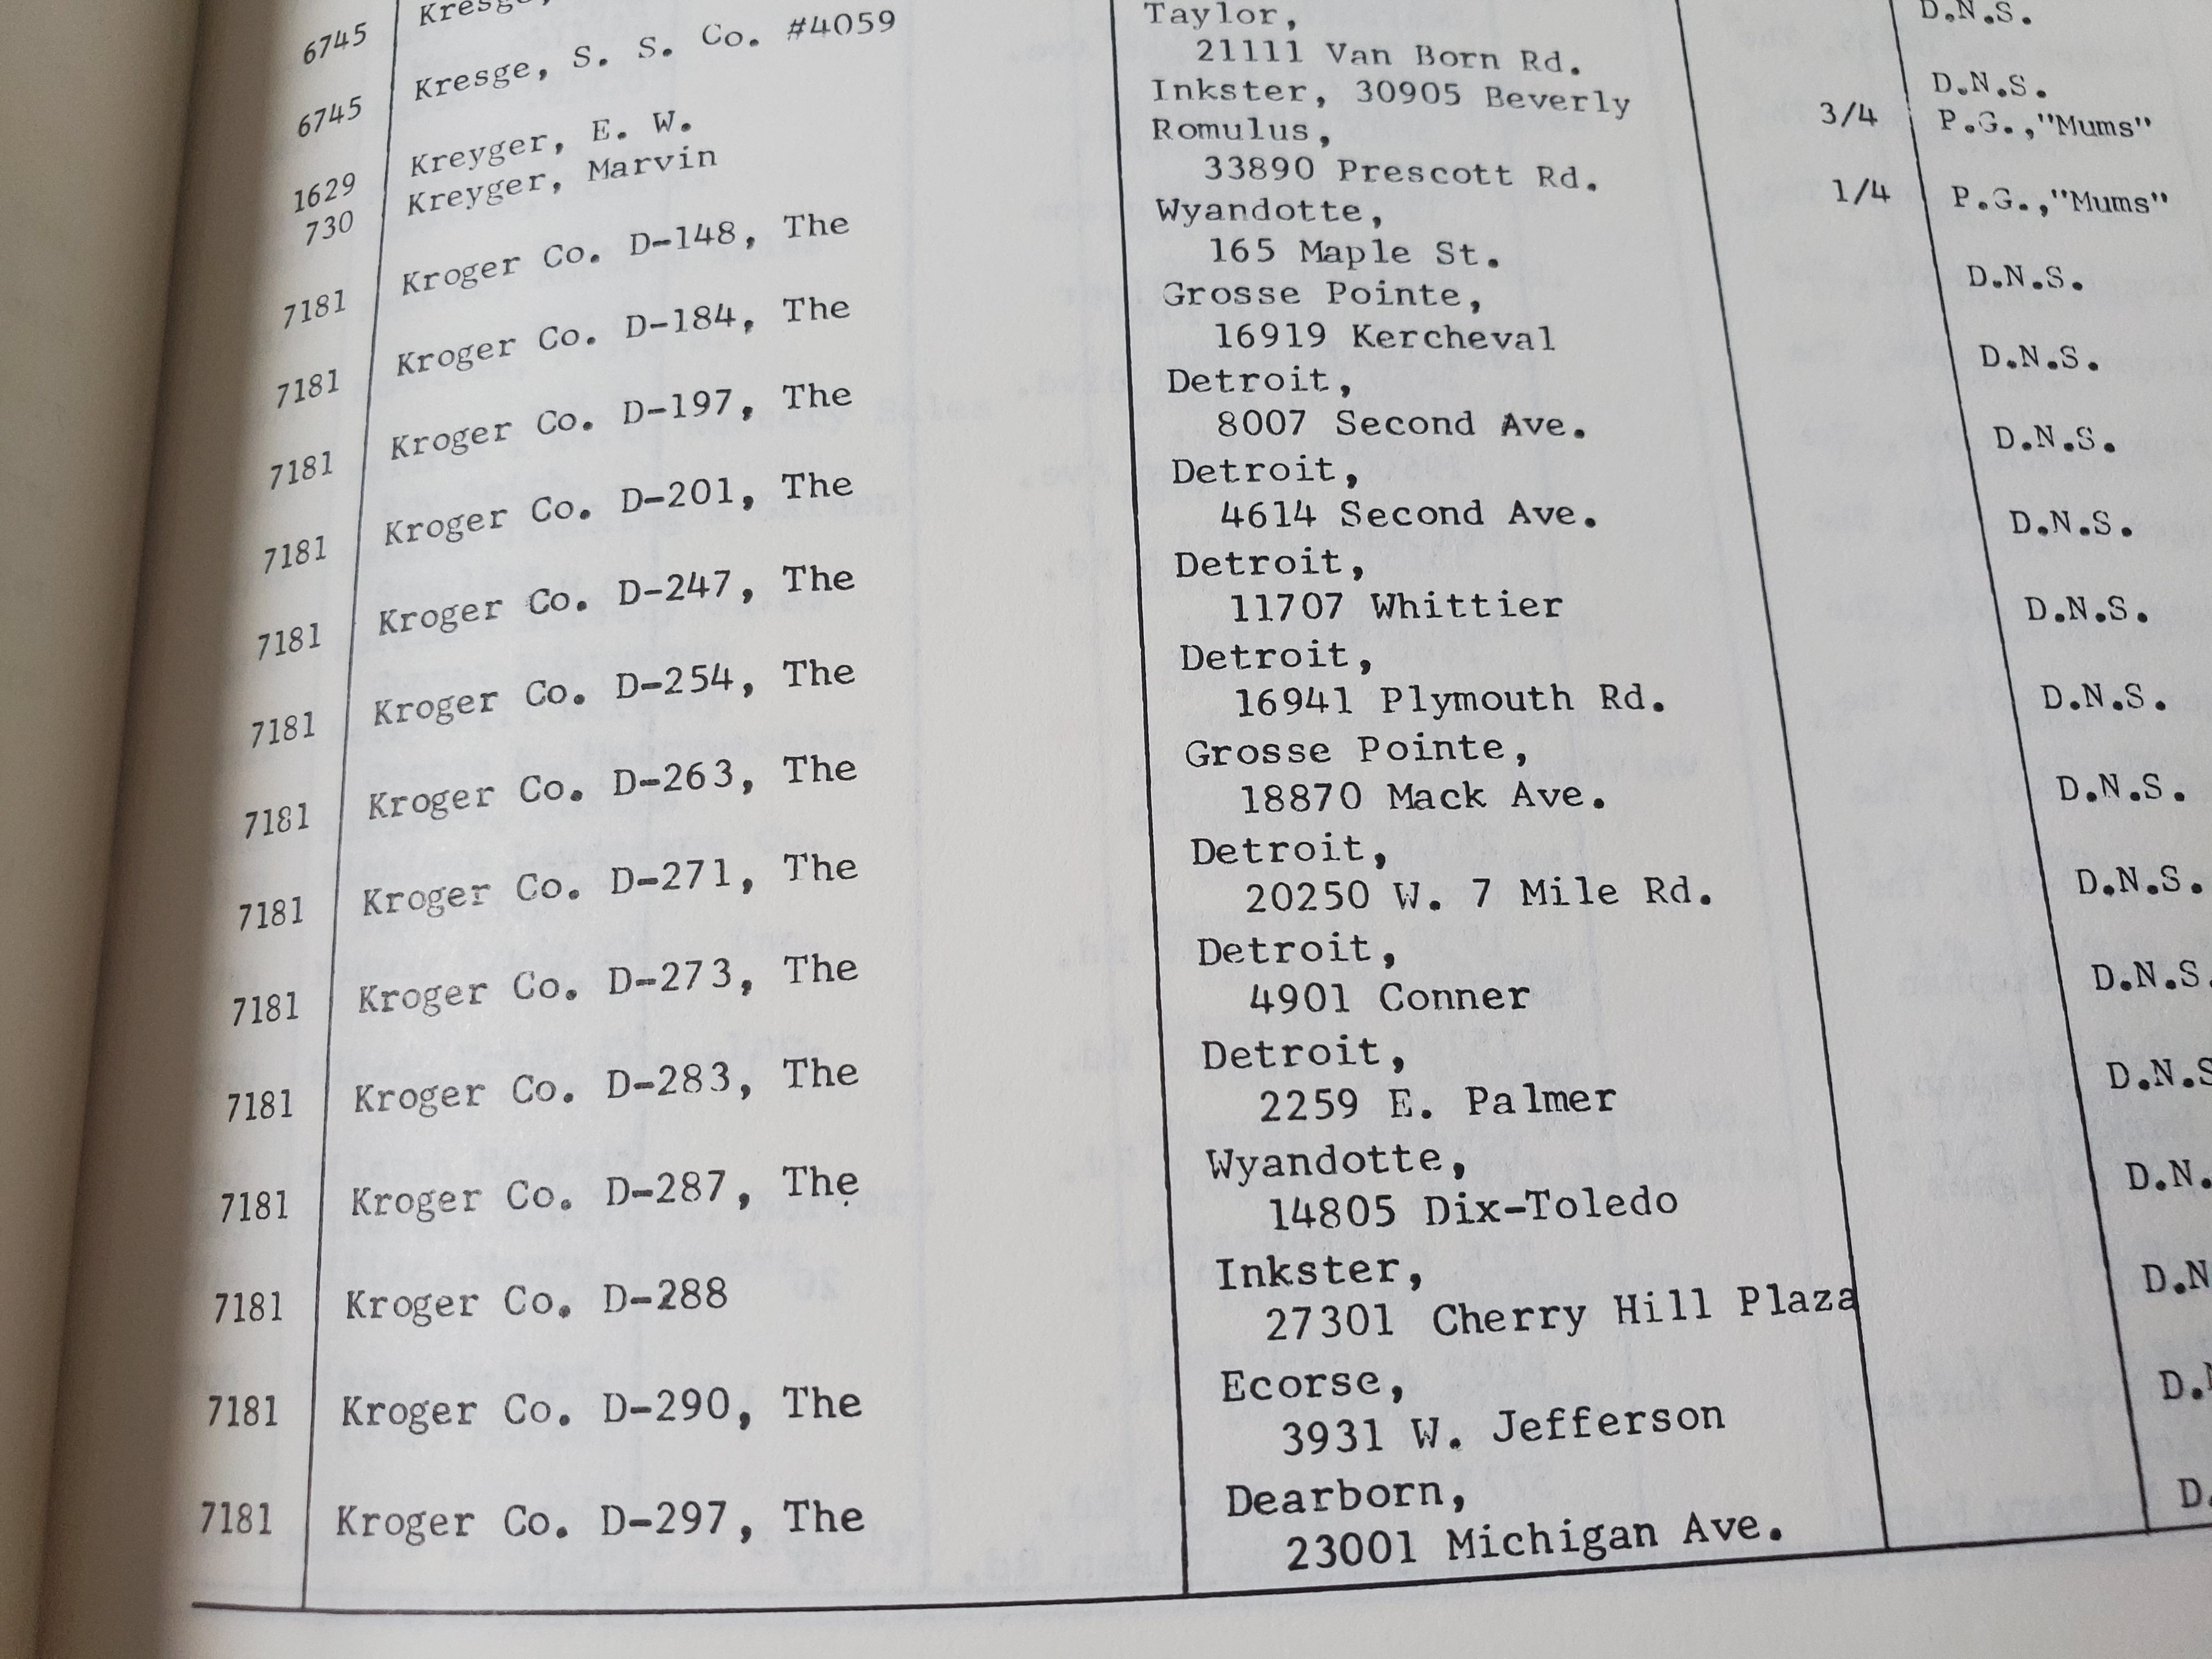 6745 Kresge, D.N.S.
6745 Kresge, S. S. Co. #4059 Taylor, D.N.S.
21111 Van Born Rd.
1629 Kreyger, E. W. Inkster, 30905 Beverly 3/4 P.G.,"Mums"
730 Kreyger, Marvin Romulus, 1/4 P.G.,"Mums"
33890 Prescott Rd.
7181 Kroger Co. D-148, The Wyandotte, D.N.S.
165 Maple St.
7181 Kroger Co. D-184, The Grosse Pointe, D.N.S.
16919 Kercheval
7181 Kroger Co. D-197, The Detroit, D.N.S.
8007 Second Ave.
7181 Kroger Co. D-201, The Detroit, D.N.S.
4614 Second Ave.
7181 Kroger Co. D-247, The Detroit, D.N.S.
11707 Whittier
7181 Kroger Co. D-254, The Detroit, D.N.S.
16941 Plymouth Rd.
7181 Kroger Co. D-263, The Grosse Pointe, D.N.S.
18870 Mack Ave.
7181 Kroger Co. D-271, The Detroit, D.N.S.
20250 W. 7 Mile Rd.
7181 Kroger Co. D-273, The Detroit, D.N.S.
4901 Conner
7181 Kroger Co. D-283, The Detroit, D.N.S
2259 E. Palmer
7181 Kroger Co. D-287, The Wyandotte, D.N.
14805 Dix-Toledo
7181 Kroger Co. D-288 Inkster, D.N
27301 Cherry Hill Plaza
7181 Kroger Co. D-290, The Ecorse, D.N
3931 W. Jefferson
7181 Kroger Co. D-297, The Dearborn, D.
23001 Michigan Ave.